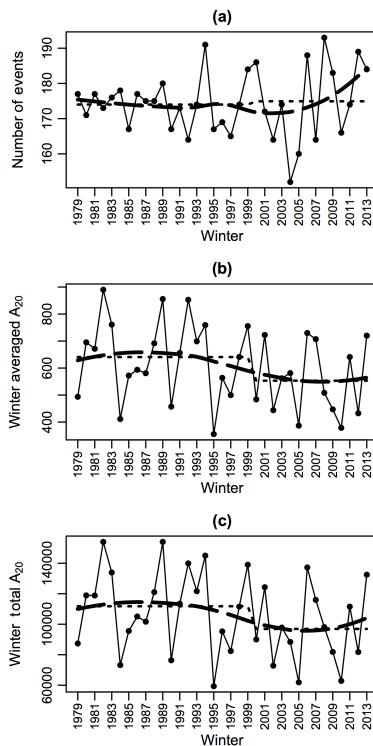 (a)
Number of events
160 170 180 190
1979 1981 1983 1985 1987 1989 1991 1993 1995 1997 1999 2001 2003 2005 2007 2009 2011 2013
Winter
(b)
Winter averaged A20
400 600 800
1979 1981 1983 1985 1987 1989 1991 1993 1995 1997 1999 2001 2003 2005 2007 2009 2011 2013
Winter
(c)
Winter total A20
60000 100000 140000
1979 1981 1983 1985 1987 1989 1991 1993 1995 1997 1999 2001 2003 2005 2007 2009 2011 2013
Winter